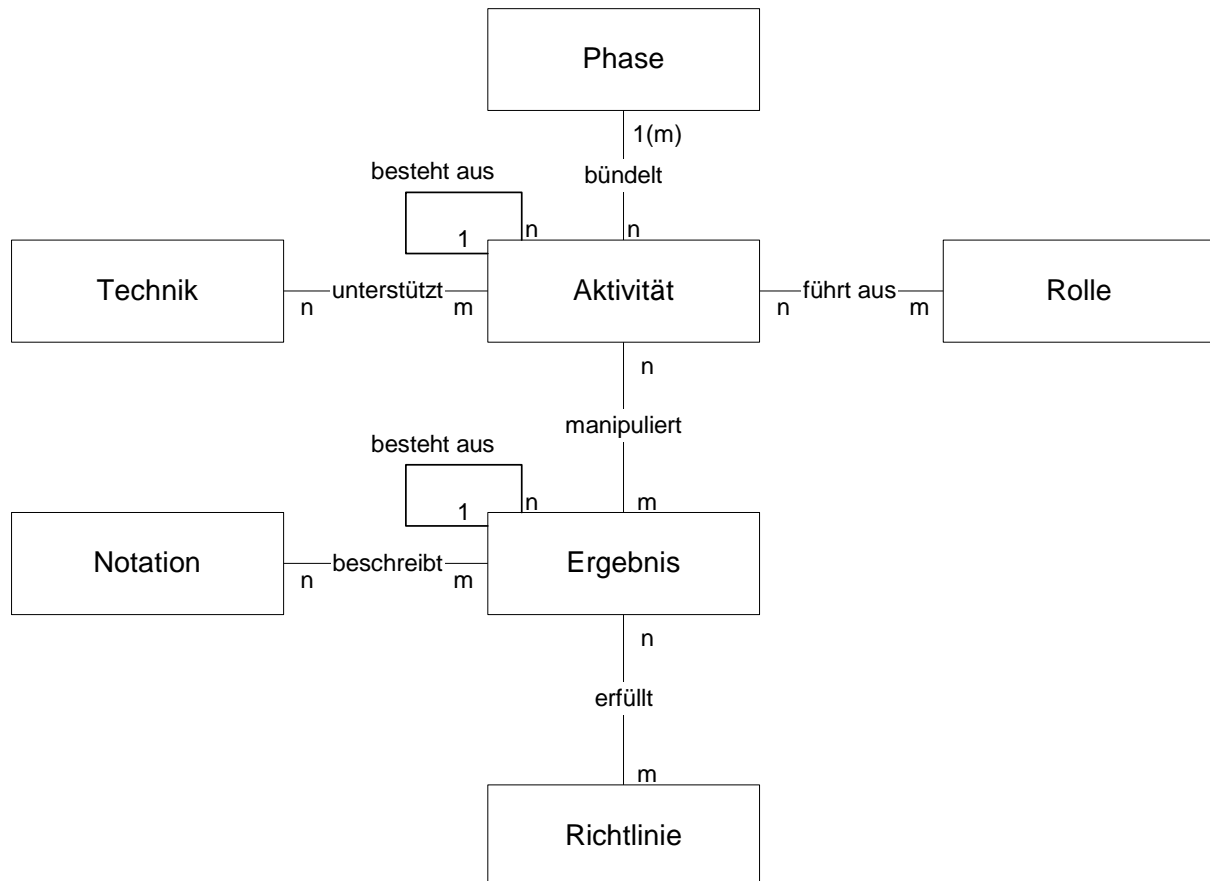 Phase
1(m)
besteht aus
bündelt
1
n
n
Technik
n
unterstützt
m
Aktivität
n
führt aus
m
Rolle
n
manipuliert
besteht aus
1
n
m
Notation
n
beschreibt
m
Ergebnis
n
erfüllt
m
Richtlinie